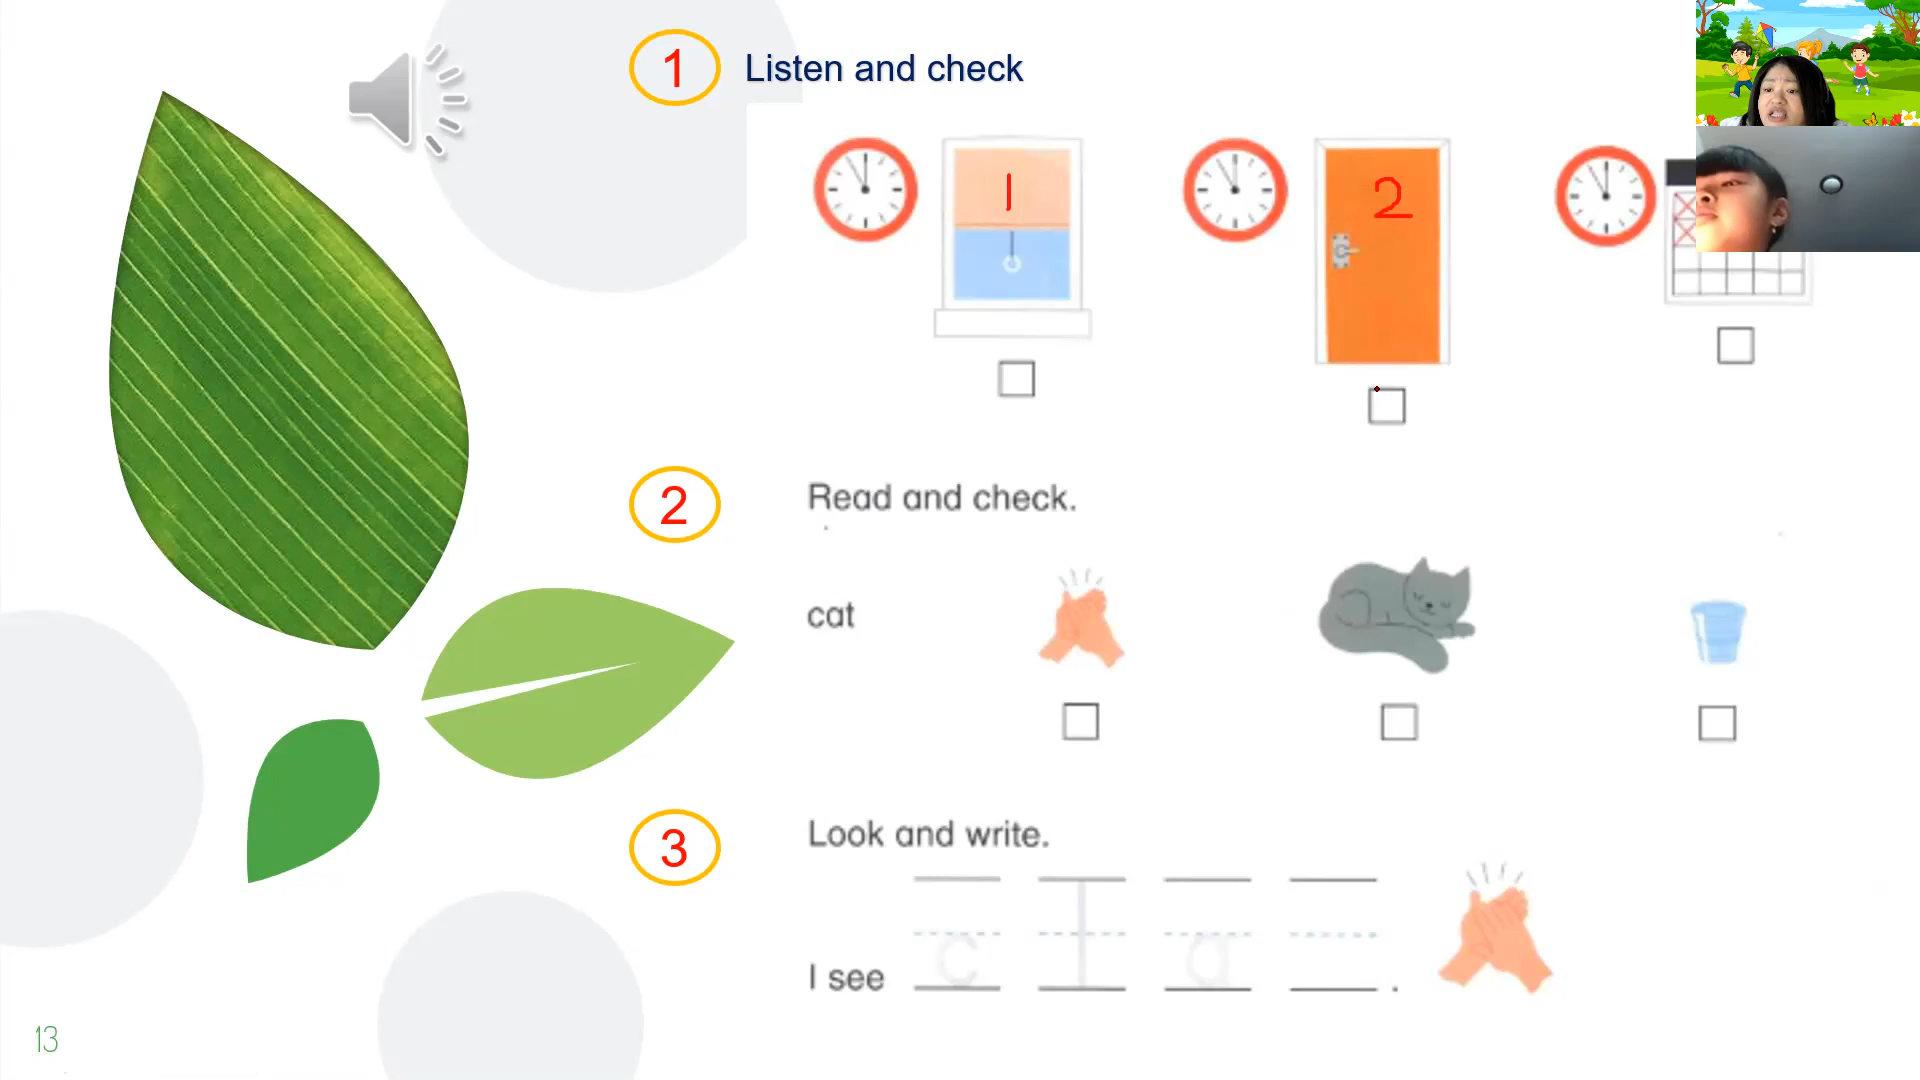 1 Listen and check
1
2
2 Read and check.
cat
3 Look and write.
I see c l a .
13